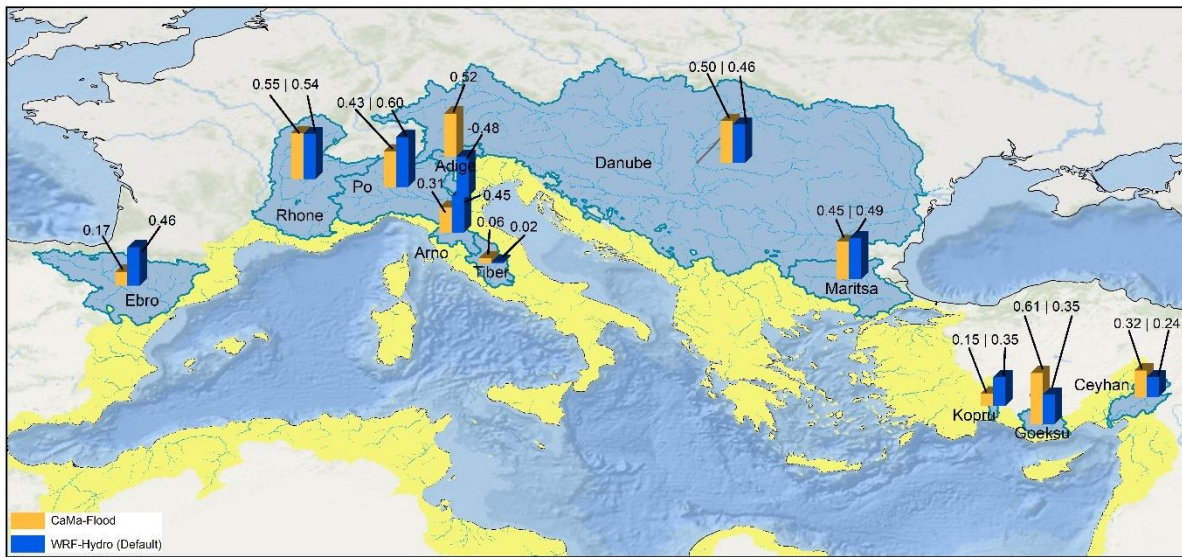 0.50 | 0.46
0.52
0.55 | 0.54
0.43 | 0.60
-0.48
Adige
Danube
Po
0.31
0.45
Rhone
0.45 | 0.49
0.06
0.02
0.46
0.17
Arno
Tiber
Maritsa
Ebro
0.61 | 0.35
0.32 | 0.24
0.15 | 0.35
Ceyhan
Kopru
Goeksu
CaMa-Flood
WRF-Hydro (Default)